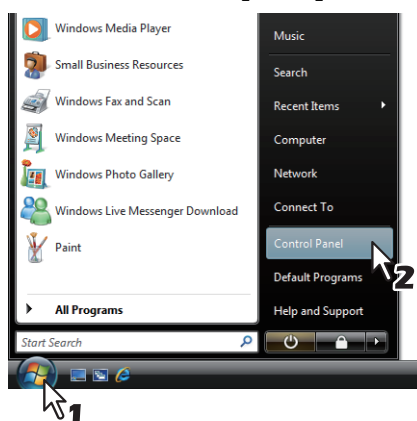 Windows Media Player
Small Business Resources
Windows Fax and Scan
Windows Meeting Space
Windows Photo Gallery
Windows Live Messenger Download
Paint
All Programs
Start Search
Music
Search
Recent Items
Computer
Network
Connect To
Control Panel
Default Programs
Help and Support
2
1